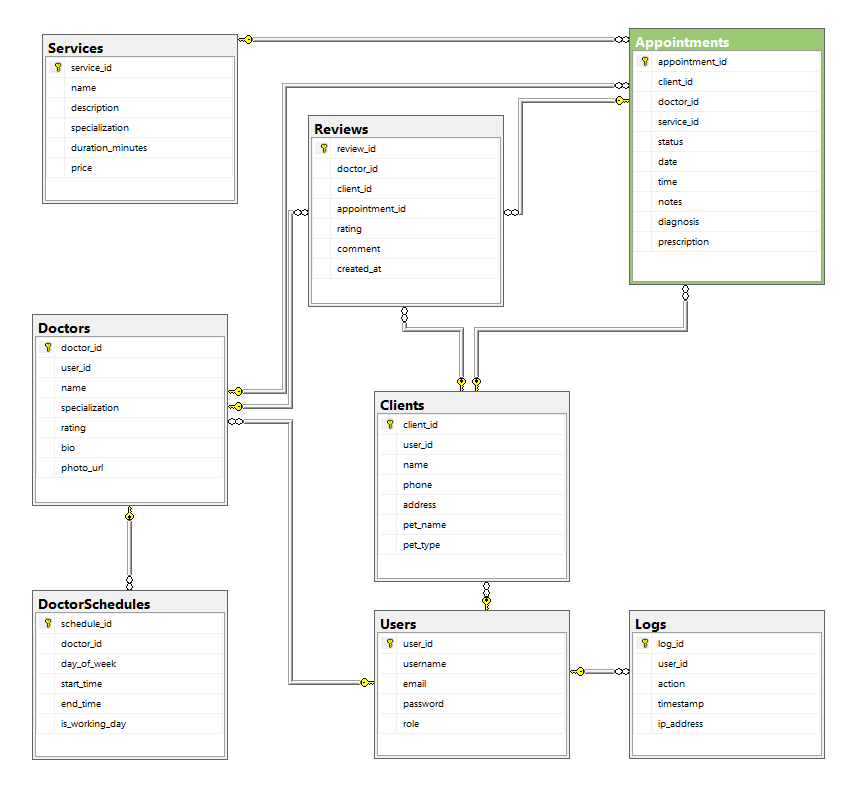 Services
service_id
name
description
specialization
duration_minutes
price
Appointments
appointment_id
client_id
doctor_id
service_id
status
date
time
notes
diagnosis
prescription
Reviews
review_id
doctor_id
client_id
appointment_id
rating
comment
created_at
Doctors
doctor_id
user_id
name
specialization
rating
bio
photo_url
Clients
client_id
user_id
name
phone
address
pet_name
pet_type
DoctorSchedules
schedule_id
doctor_id
day_of_week
start_time
end_time
is_working_day
Users
user_id
username
email
password
role
Logs
log_id
user_id
action
timestamp
ip_address